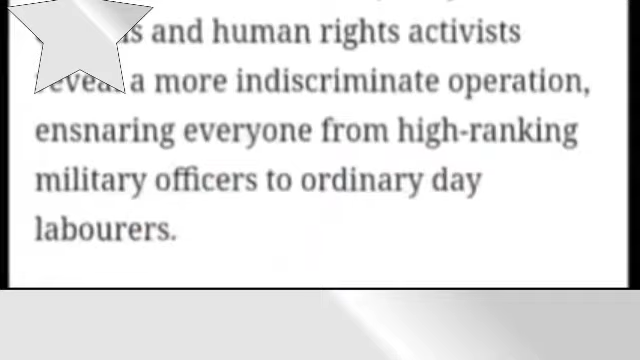 and human rights activists
a more indiscriminate operation,
ensnaring everyone from high-ranking
military officers to ordinary day
labourers.